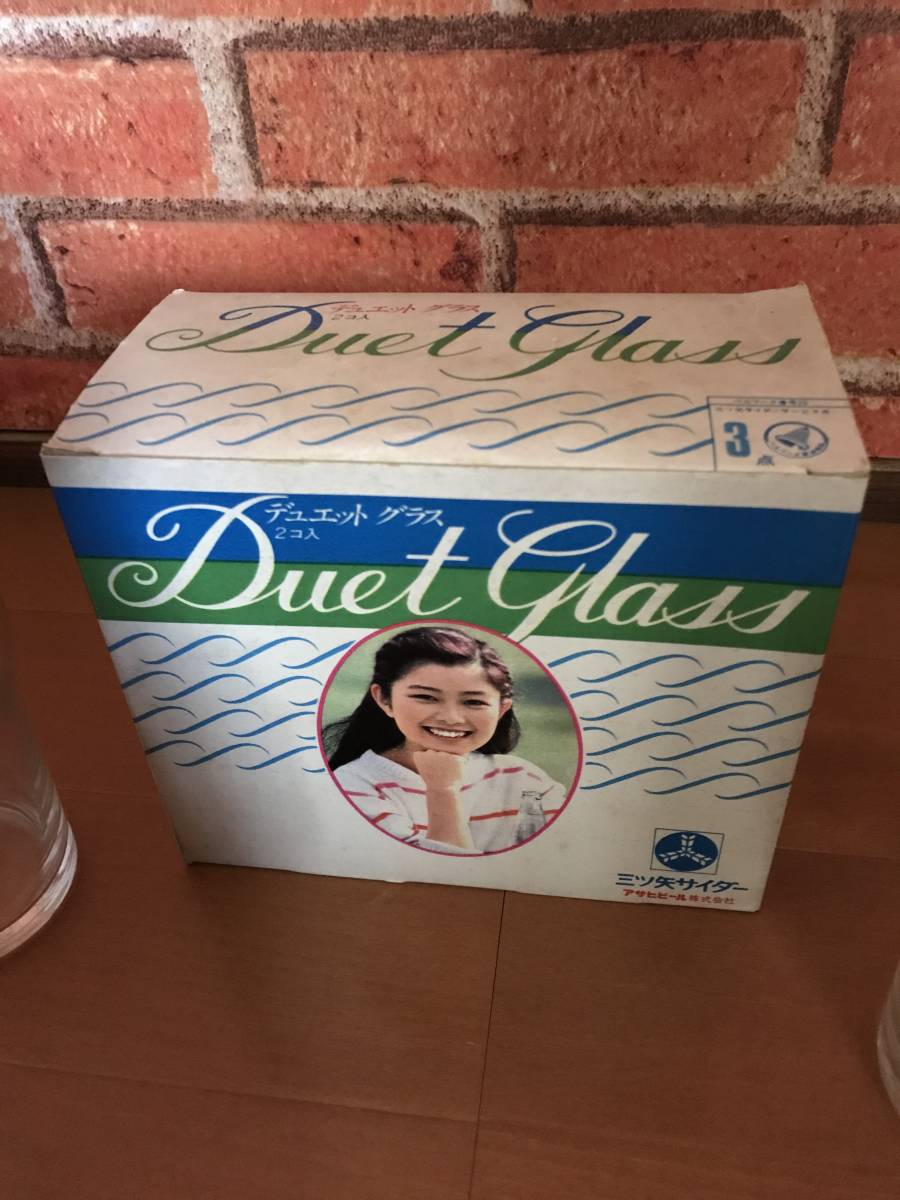 デュエット グラス
2コ入
Duet Glass
3
点
デュエット グラス
2コ入
Duet Glass
三ツ矢サイダー
アサヒビール株式会社